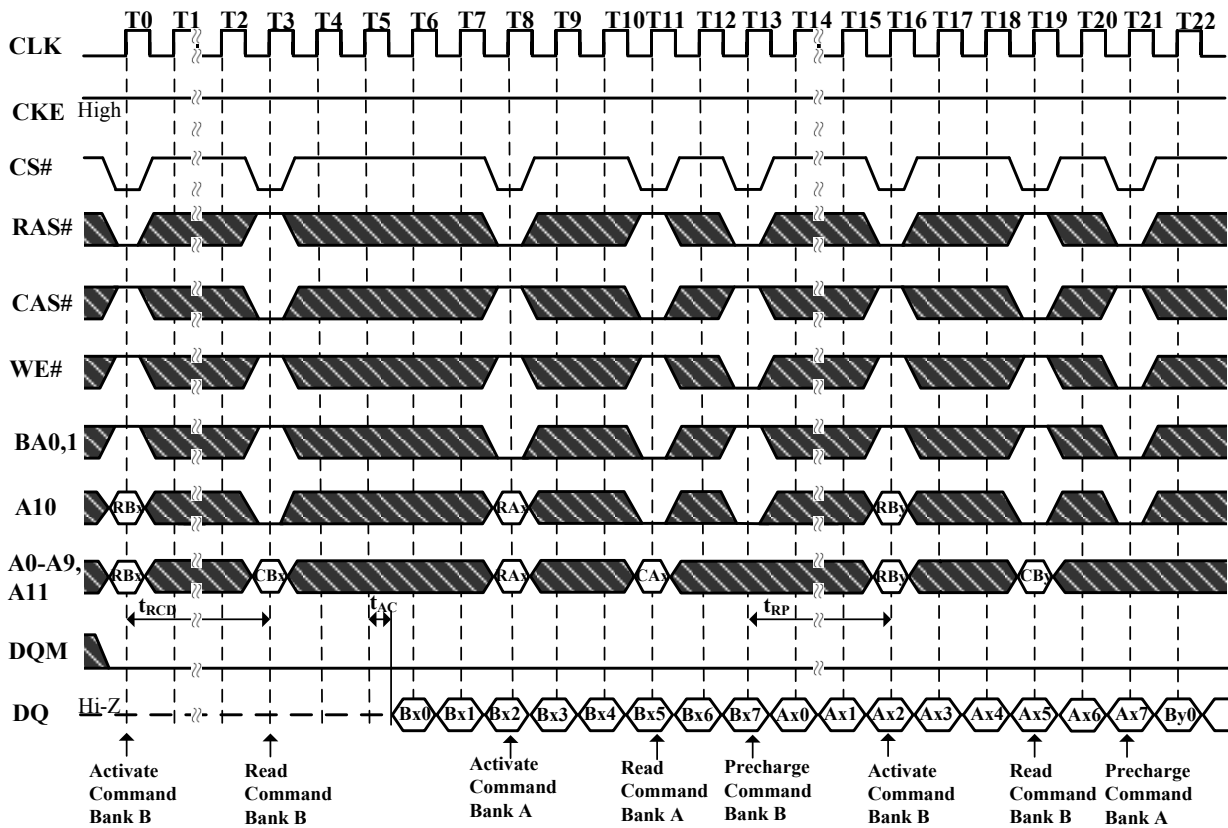 T0 T1 T2 T3 T4 T5 T6 T7 T8 T9 T10 T11 T12 T13 T14 T15 T16 T17 T18 T19 T20 T21 T22
CLK
CKE High
CS#
RAS#
CAS#
WE#
BA0,1
A10 RBx RAx RBy
A0-A9, A11 RBx CBx RAx CAx RBy CBy
tRCD tAC tRP
DQM
DQ Hi-Z Bx0 Bx1 Bx2 Bx3 Bx4 Bx5 Bx6 Bx7 Ax0 Ax1 Ax2 Ax3 Ax4 Ax5 Ax6 Ax7 By0
Activate
Command
Bank B
Read
Command
Bank B
Activate
Command
Bank A
Read
Command
Bank A
Precharge
Command
Bank B
Activate
Command
Bank B
Read
Command
Bank B
Precharge
Command
Bank A